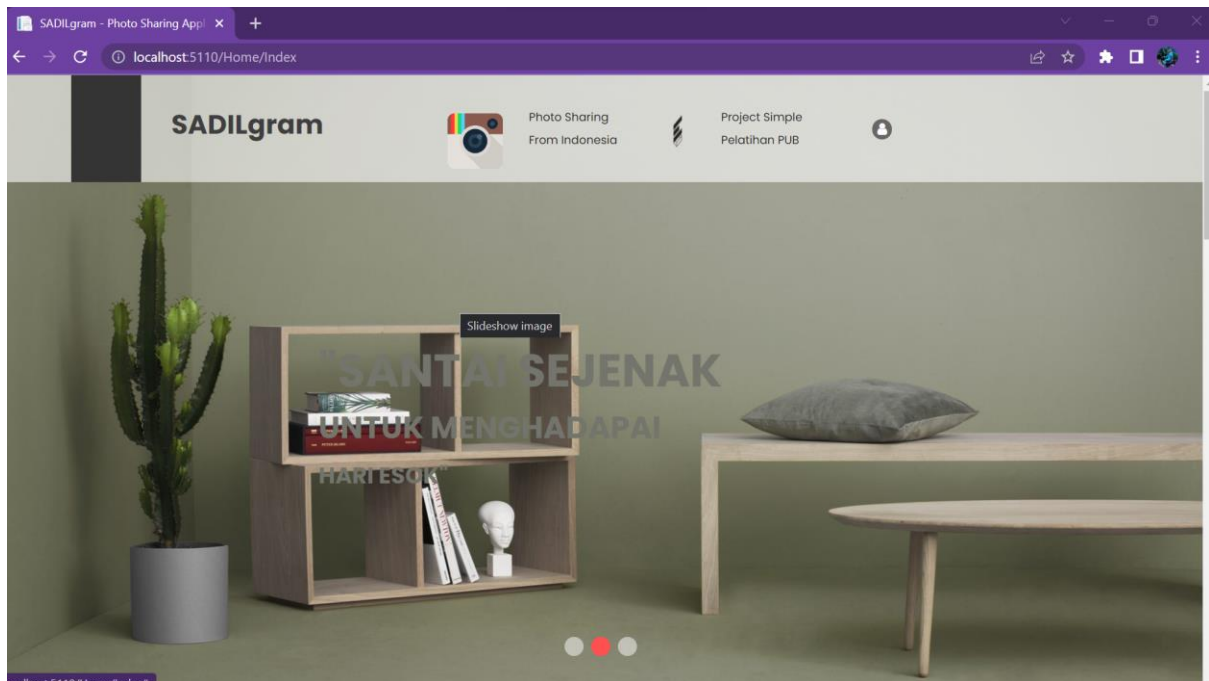 SADILgram - Photo Sharing Appl
localhost:5110/Home/Index
SADILgram
Photo Sharing
From Indonesia
Project Simple
Pelatihan PUB
Slideshow image
"SANTAI SEJENAK
UNTUK MENGHADAPAI
HARI ESOK"